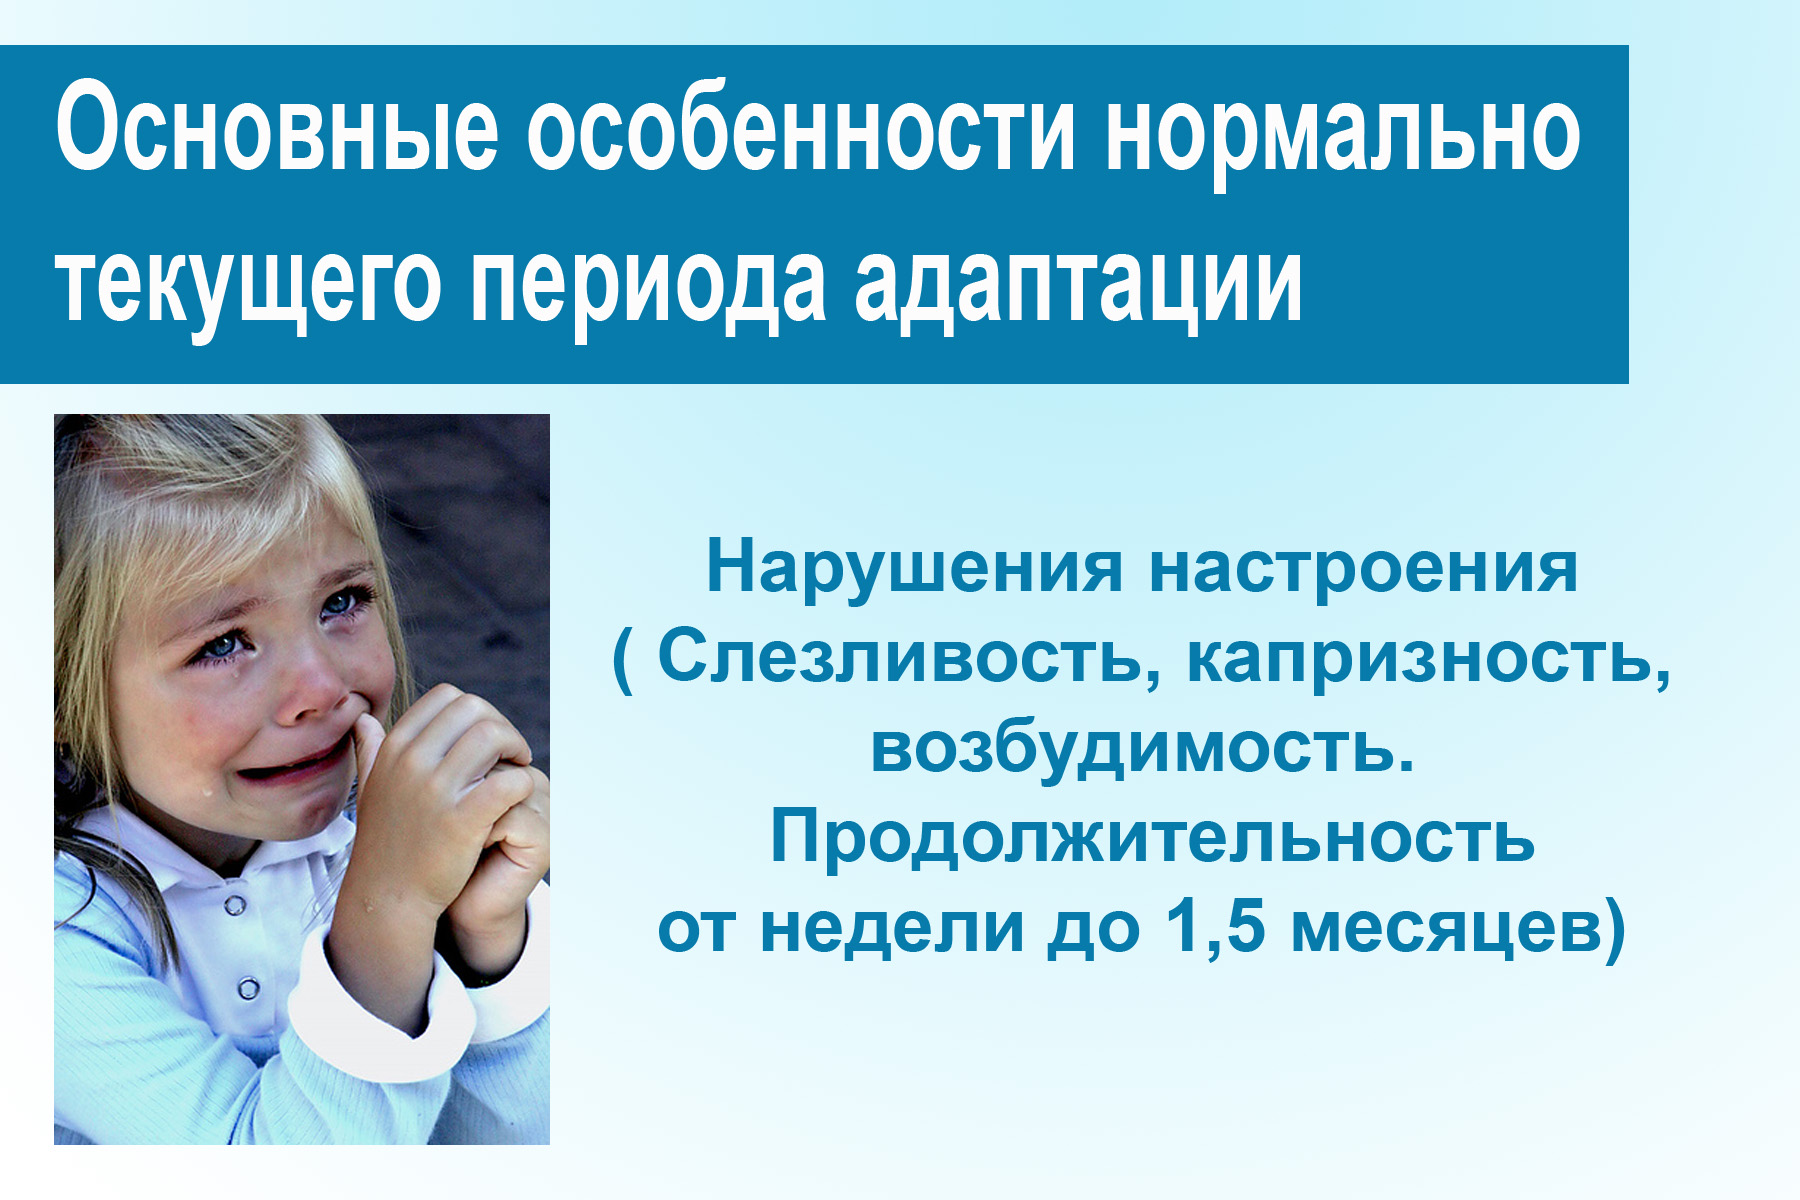 Основные особенности нормально
текущего периода адаптации
Нарушения настроения
( Слезливость, капризность,
возбудимость.
Продолжительность
от недели до 1,5 месяцев)